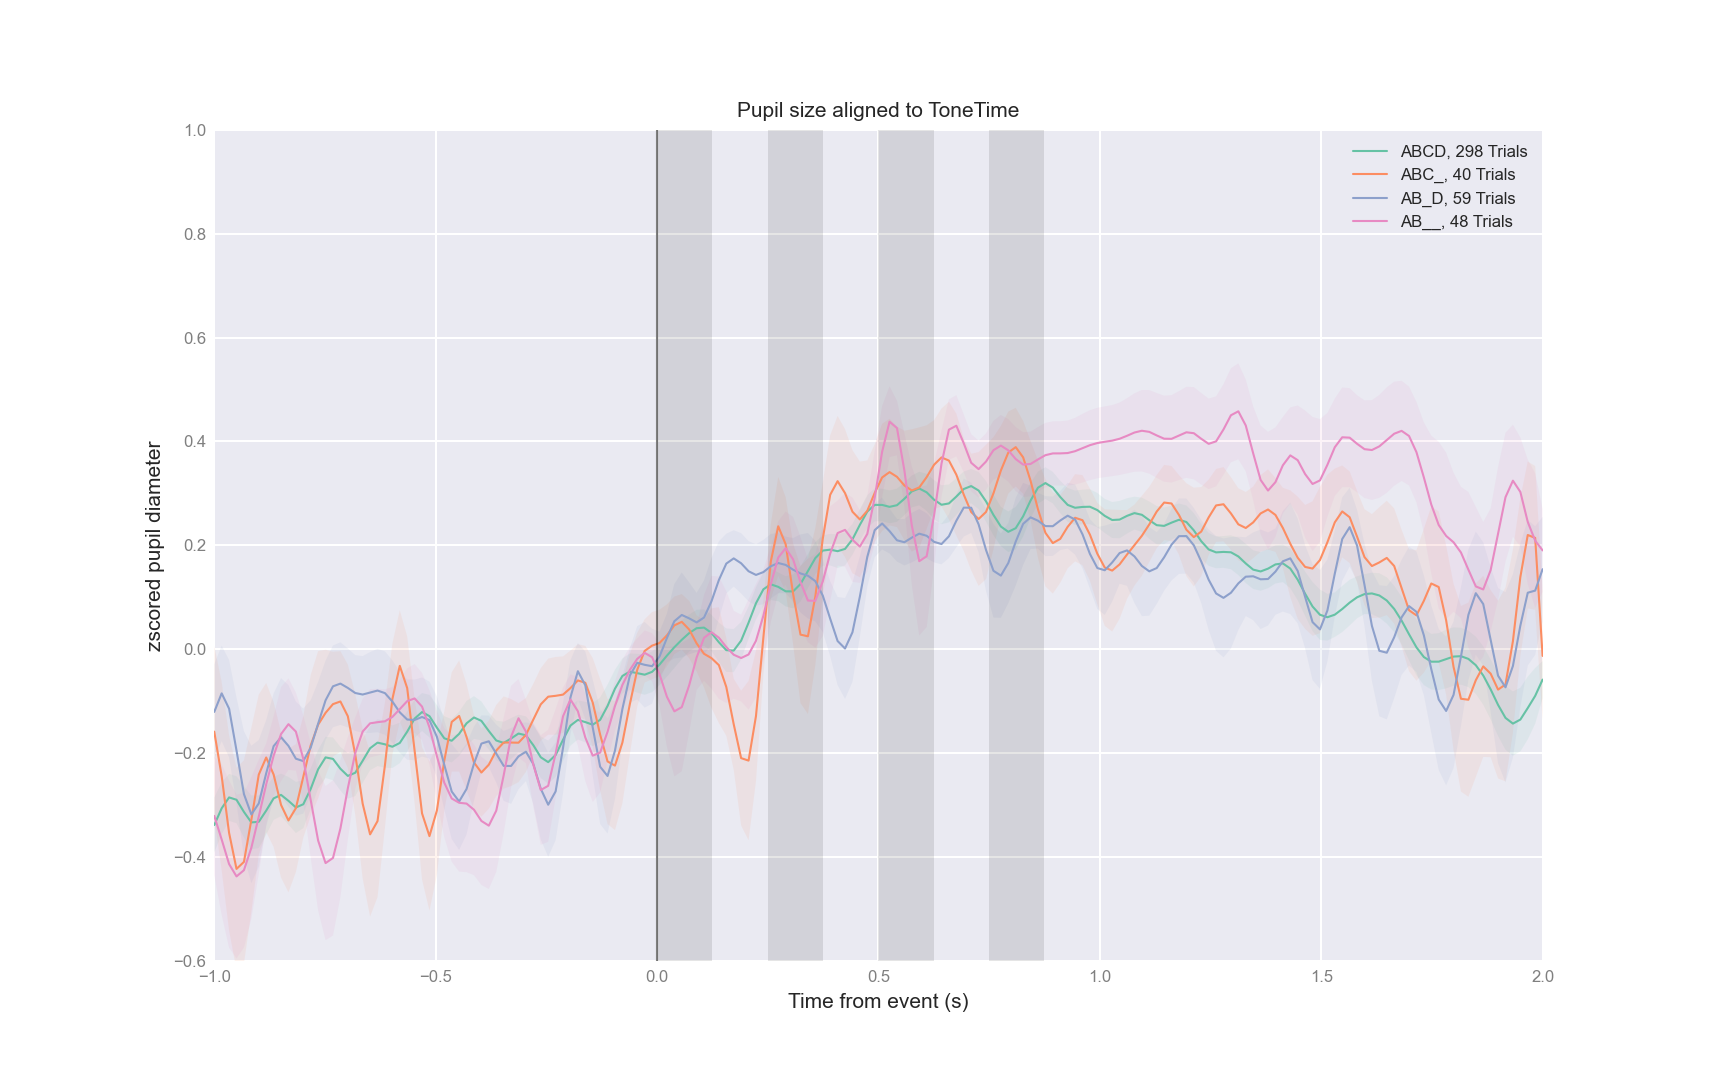 Pupil size aligned to ToneTime
1.0
0.8
0.6
0.4
0.2
0.0
−0.2
−0.4
−0.6
zscored pupil diameter
ABCD, 298 Trials
ABC_, 40 Trials
AB_D, 59 Trials
AB__, 48 Trials
−1.0 −0.5 0.0 0.5 1.0 1.5 2.0
Time from event (s)